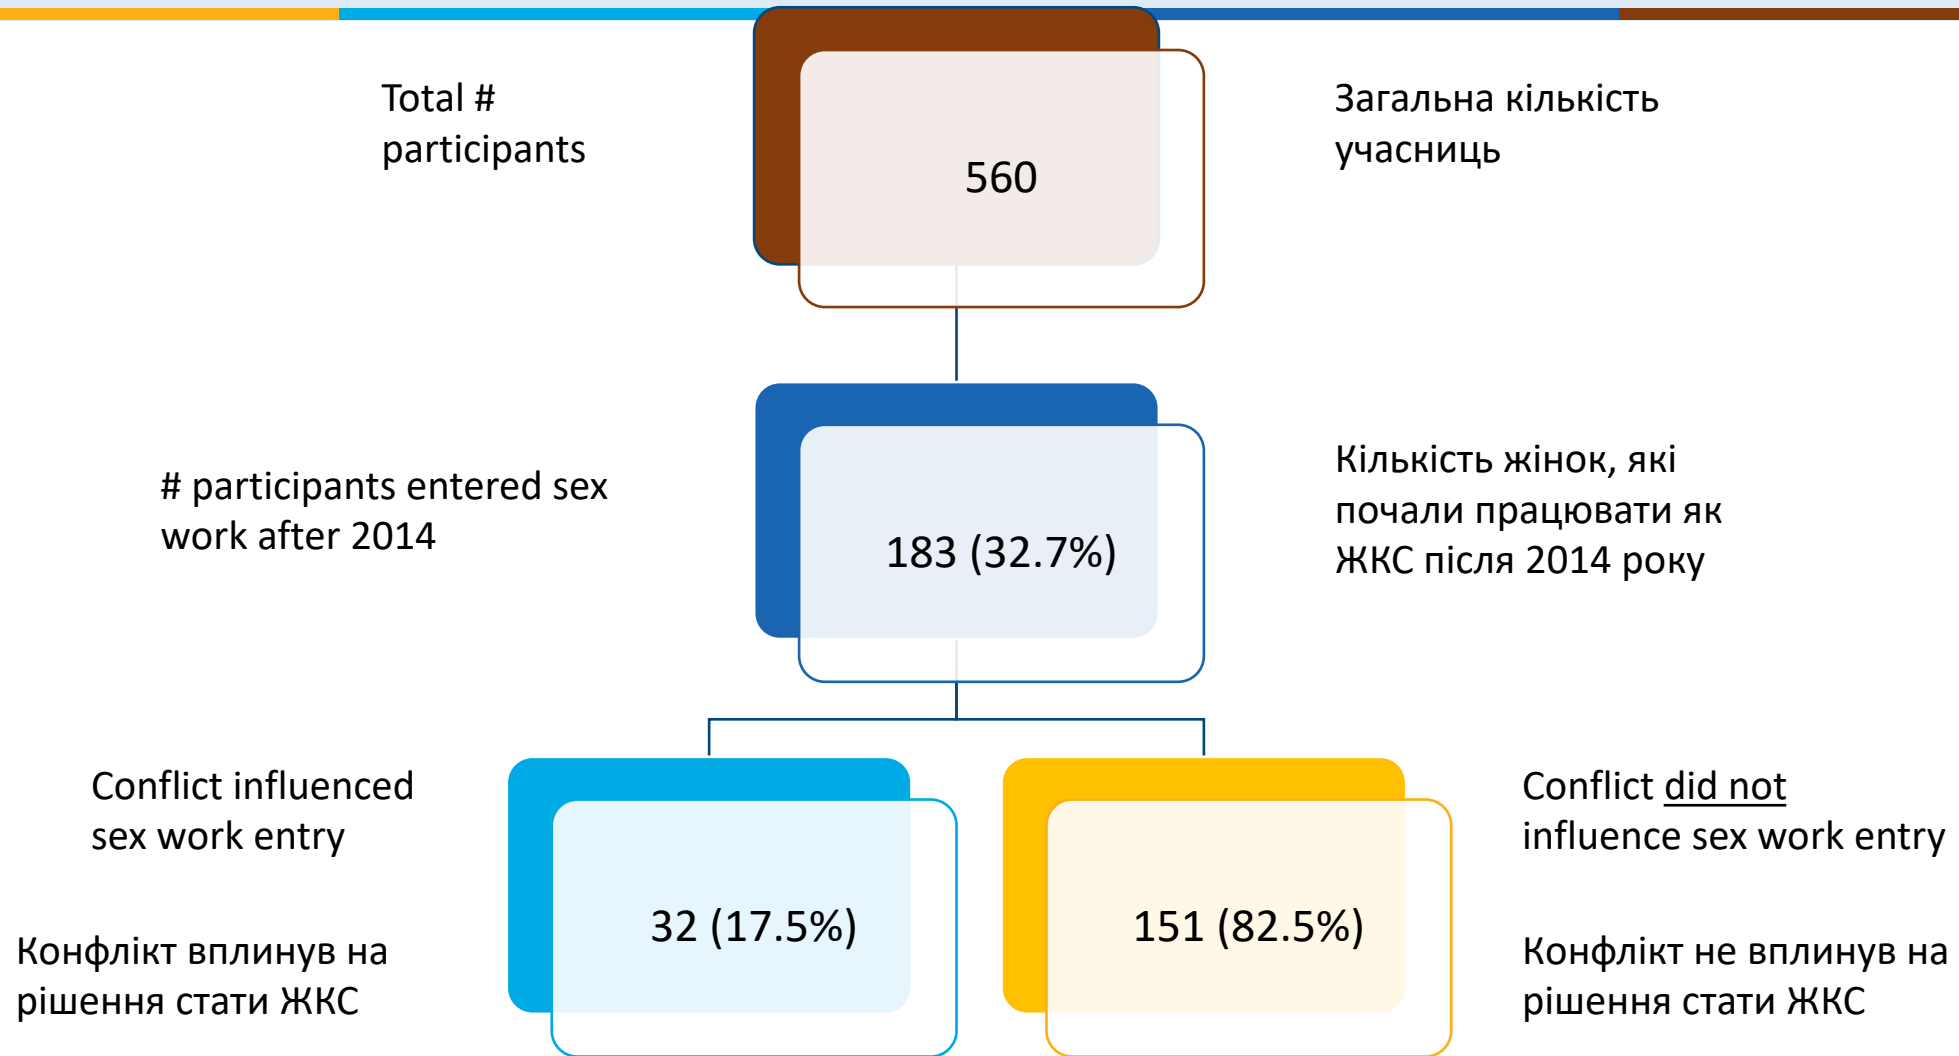 Total #
participants
560
Загальна кількість
учасниць
# participants entered sex
work after 2014
183 (32.7%)
Кількість жінок, які
почали працювати як
ЖКС після 2014 року
Conflict influenced
sex work entry
Конфлікт вплинув на
рішення стати ЖКС
32 (17.5%)
151 (82.5%)
Conflict did not
influence sex work entry
Конфлікт не вплинув на
рішення стати ЖКС